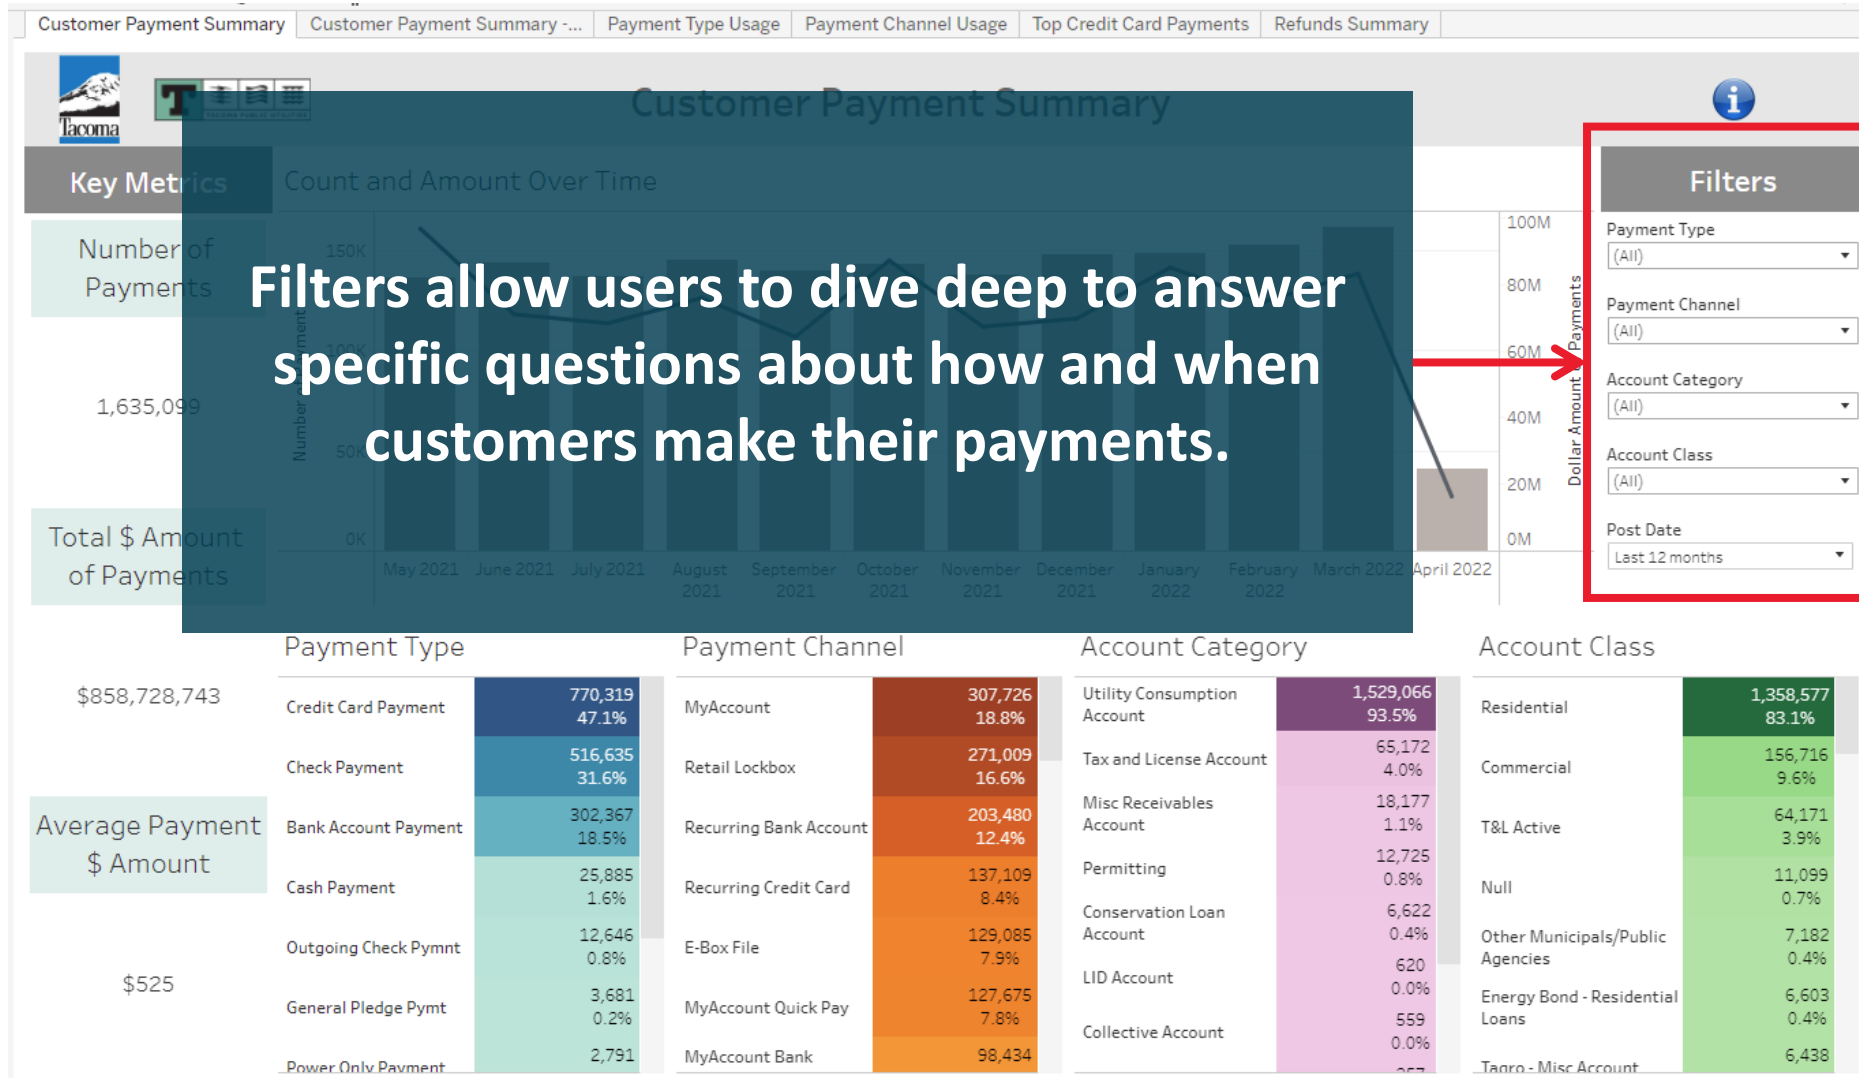 Customer Payment Summary
Customer Payment Summary -...
Payment Type Usage
Payment Channel Usage
Top Credit Card Payments
Refunds Summary
Tacoma
T
TACOMA PUBLIC UTILITIES
Customer Payment Summary
i
Key Metrics
Number of
Payments
1,635,099
Total $ Amount
of Payments
$858,728,743
Average Payment
$ Amount
$525
Count and Amount Over Time
150K
100K
50K
0K
Number of Payment
May 2021
June 2021
July 2021
August
2021
September
2021
October
2021
November
2021
December
2021
January
2022
February
2022
March 2022
April 2022
100M
80M
60M
40M
20M
0M
Dollar Amount
Payments
Filters allow users to dive deep to answer
specific questions about how and when
customers make their payments.
Filters
Payment Type
(All)
Payment Channel
(All)
Account Category
(All)
Account Class
(All)
Post Date
Last 12 months
Payment Type
Credit Card Payment
770,319
47.1%
Check Payment
516,635
31.6%
Bank Account Payment
302,367
18.5%
Cash Payment
25,885
1.6%
Outgoing Check Pymnt
12,646
0.8%
General Pledge Pymt
3,681
0.2%
Power Only Payment
2,791
Payment Channel
MyAccount
307,726
18.8%
Retail Lockbox
271,009
16.6%
Recurring Bank Account
203,480
12.4%
Recurring Credit Card
137,109
8.4%
E-Box File
129,085
7.9%
MyAccount Quick Pay
127,675
7.8%
MyAccount Bank
98,434
Account Category
Utility Consumption
Account
1,529,066
93.5%
Tax and License Account
65,172
4.0%
Misc Receivables
Account
18,177
1.1%
Permitting
12,725
0.8%
Conservation Loan
Account
6,622
0.4%
LID Account
620
0.0%
Collective Account
559
0.0%
Account Class
Residential
1,358,577
83.1%
Commercial
156,716
9.6%
T&L Active
64,171
3.9%
Null
11,099
0.7%
Other Municipals/Public
Agencies
7,182
0.4%
Energy Bond - Residential
Loans
6,603
0.4%
Tagro - Misc Account
6,438